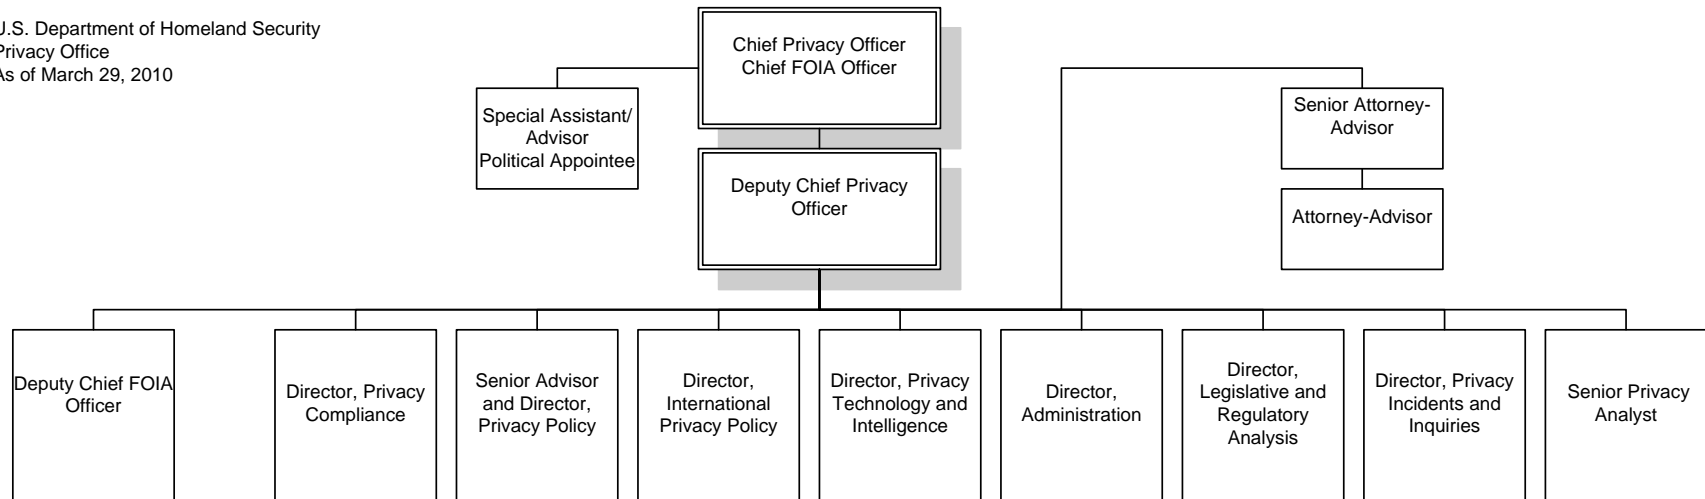 U.S. Department of Homeland Security
Privacy Office
As of March 29, 2010
Chief Privacy Officer
Chief FOIA Officer
Special Assistant/
Advisor
Political Appointee
Senior Attorney-
Advisor
Deputy Chief Privacy
Officer
Attorney-Advisor
Deputy Chief FOIA
Officer
Director, Privacy
Compliance
Senior Advisor
and Director,
Privacy Policy
Director,
International
Privacy Policy
Director, Privacy
Technology and
Intelligence
Director,
Administration
Director,
Legislative and
Regulatory
Analysis
Director, Privacy
Incidents and
Inquiries
Senior Privacy
Analyst